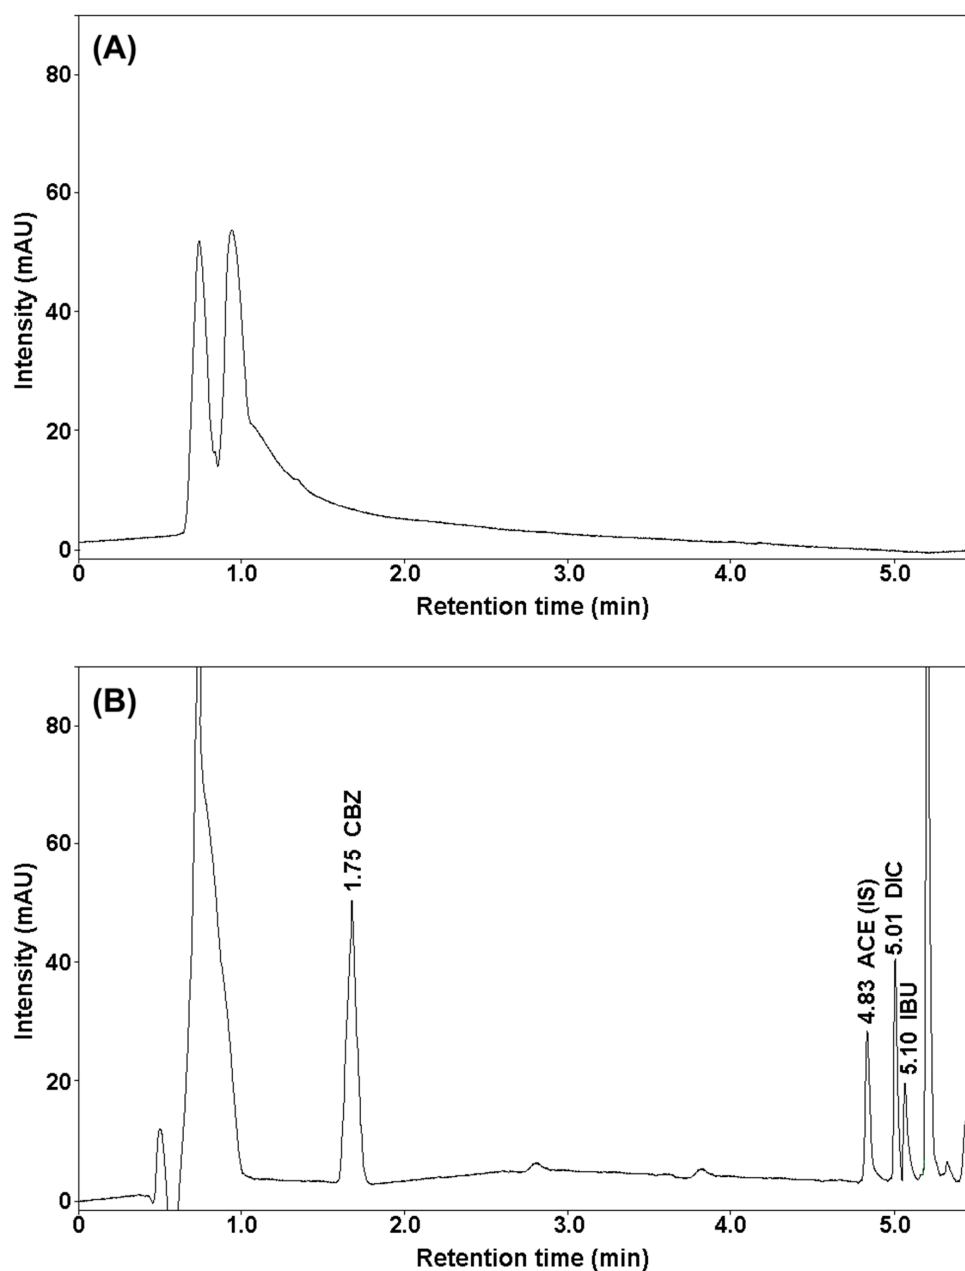 (A)
80
60
40
20
0
Intensity (mAU)
0 1.0 2.0 3.0 4.0 5.0
Retention time (min)
(B)
80
60
40
20
0
Intensity (mAU)
1.75 CBZ
4.83 ACE (IS)
5.01 DIC
5.10 IBU
0 1.0 2.0 3.0 4.0 5.0
Retention time (min)